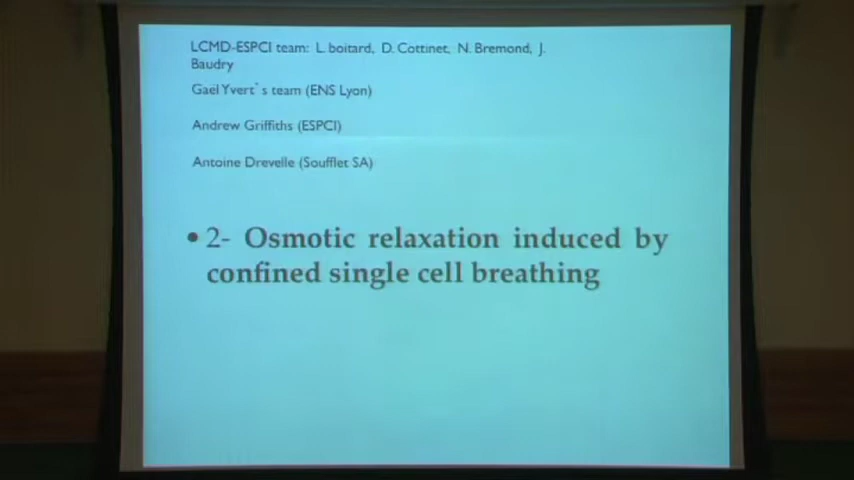 LCMD-ESPCI team: L. boitard, D. Cottinet, N. Bremond, J.
Baudry
Gaël Yvert`s team (ENS Lyon)
Andrew Griffiths (ESPCI)
Antoine Drevelle (Soufflet SA)
• 2- Osmotic relaxation induced by
confined single cell breathing